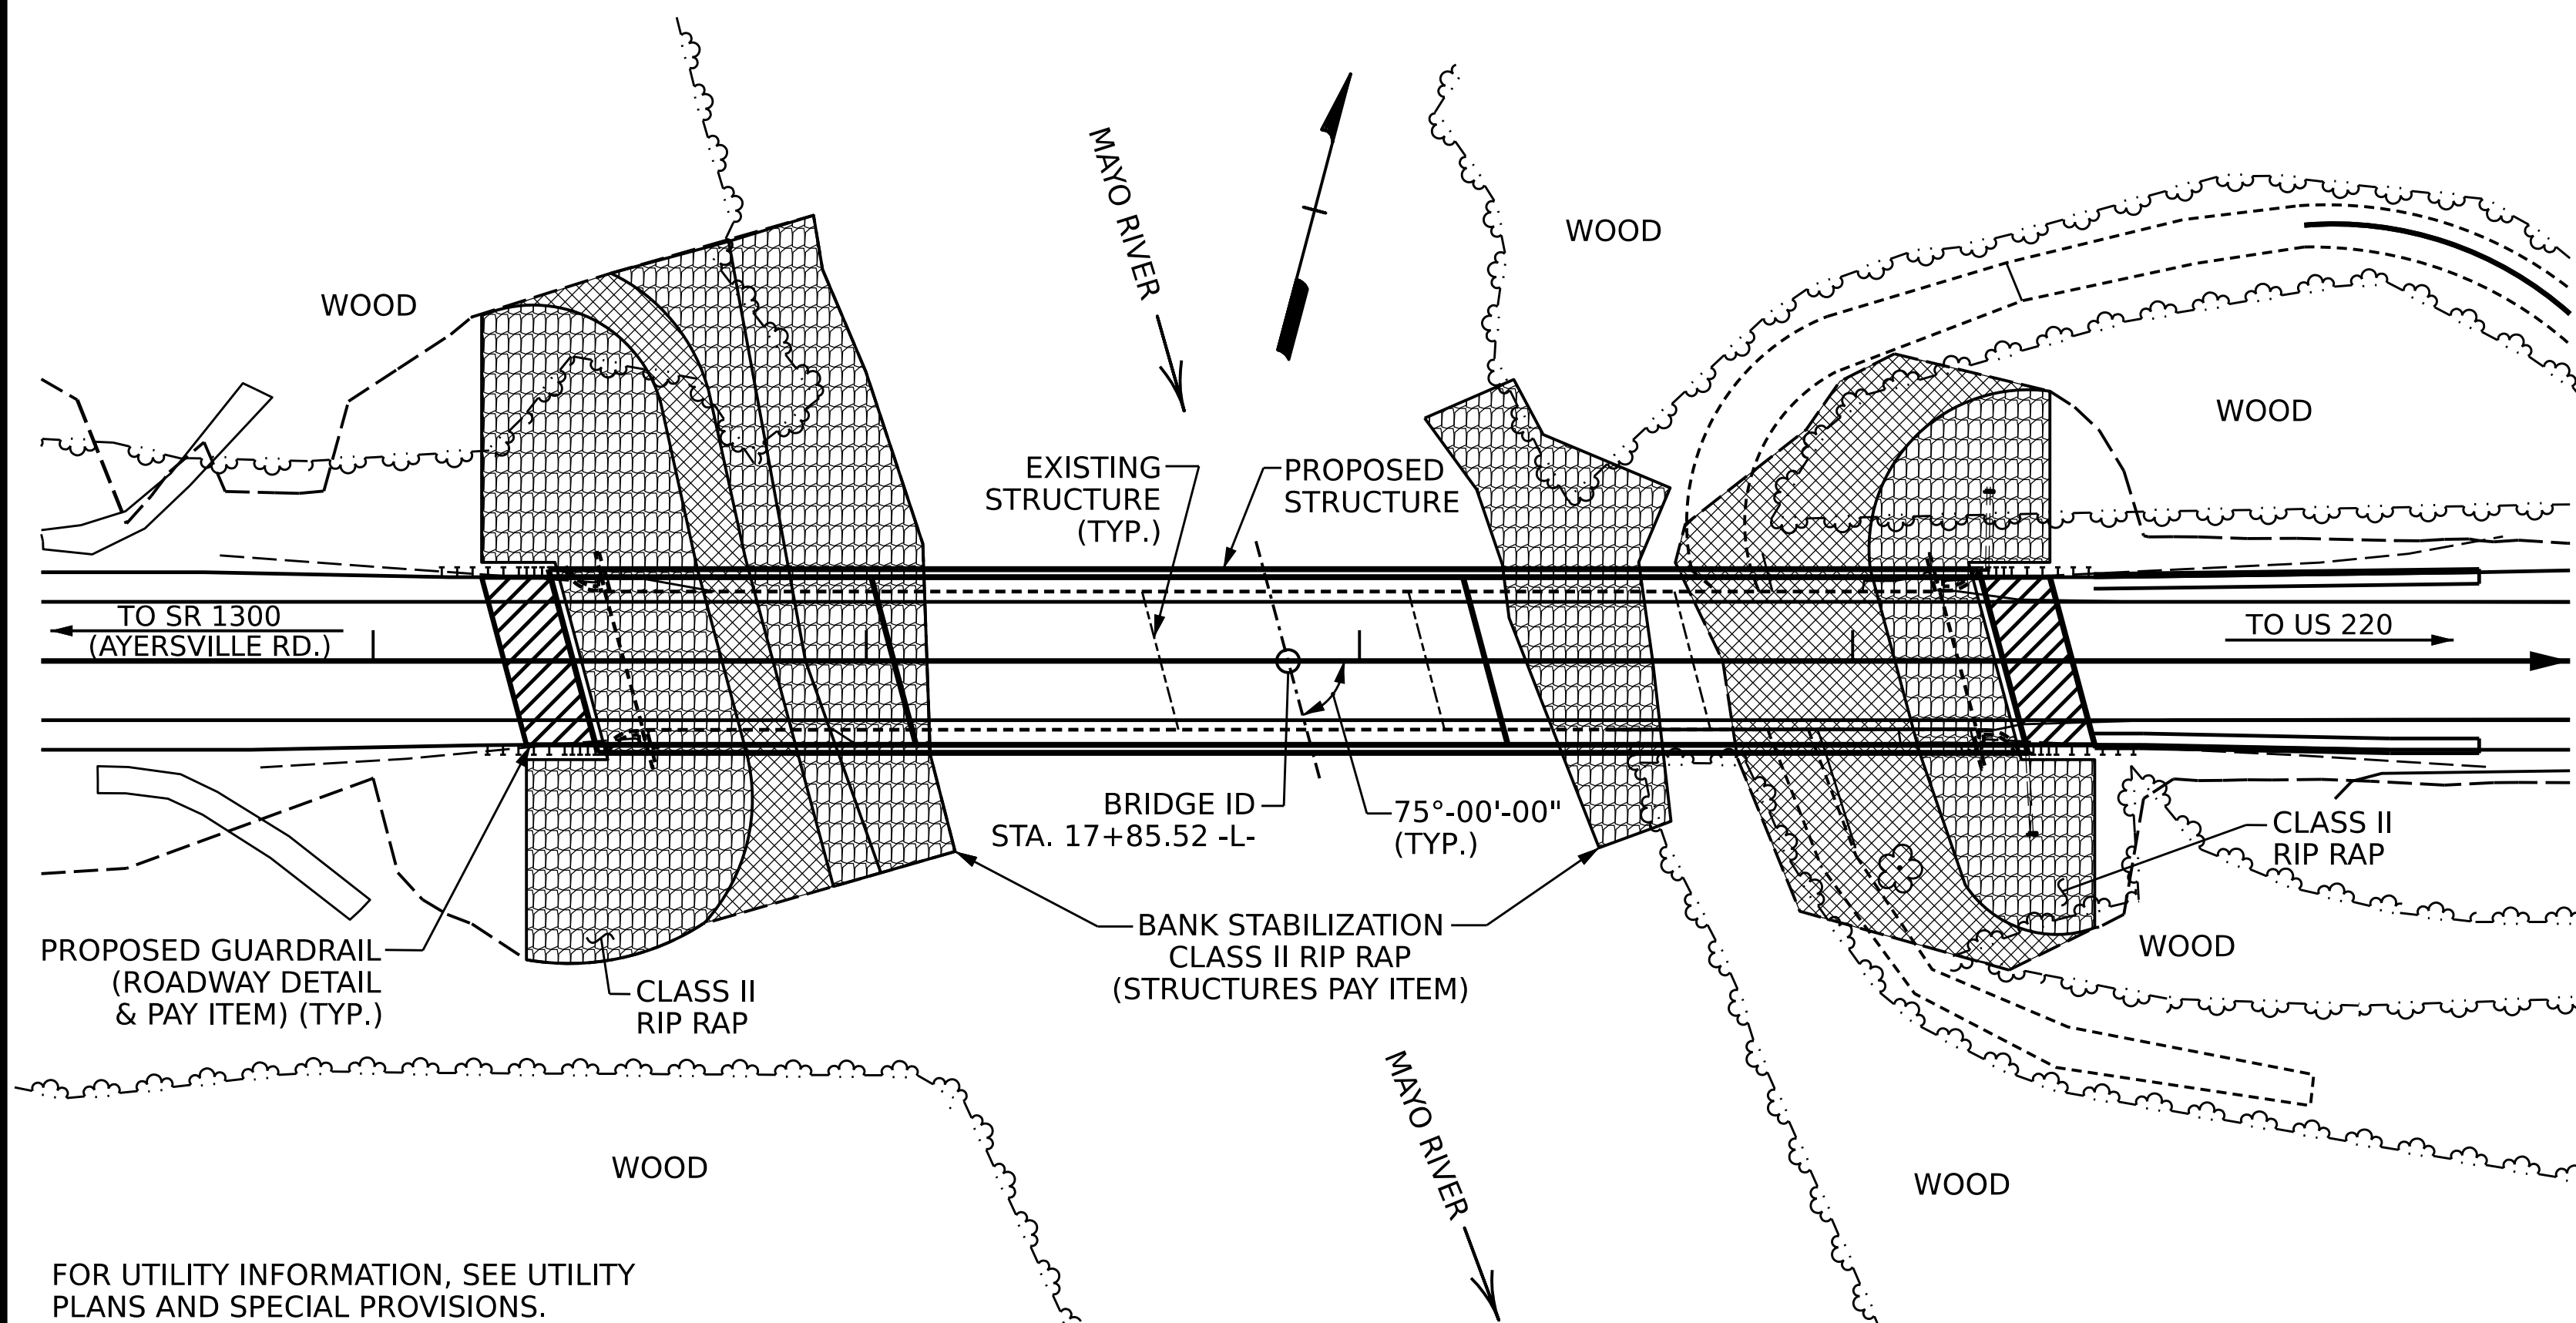 MAYO RIVER
WOOD
WOOD
WOOD
EXISTING
STRUCTURE
(TYP.)
PROPOSED
STRUCTURE
TO SR 1300
(AYERSVILLE RD.)
TO US 220
BRIDGE ID
STA. 17+85.52 -L-
75°-00'-00"
(TYP.)
CLASS II
RIP RAP
PROPOSED GUARDRAIL
(ROADWAY DETAIL
& PAY ITEM) (TYP.)
CLASS II
RIP RAP
BANK STABILIZATION
CLASS II RIP RAP
(STRUCTURES PAY ITEM)
WOOD
MAYO RIVER
WOOD
WOOD
FOR UTILITY INFORMATION, SEE UTILITY
PLANS AND SPECIAL PROVISIONS.